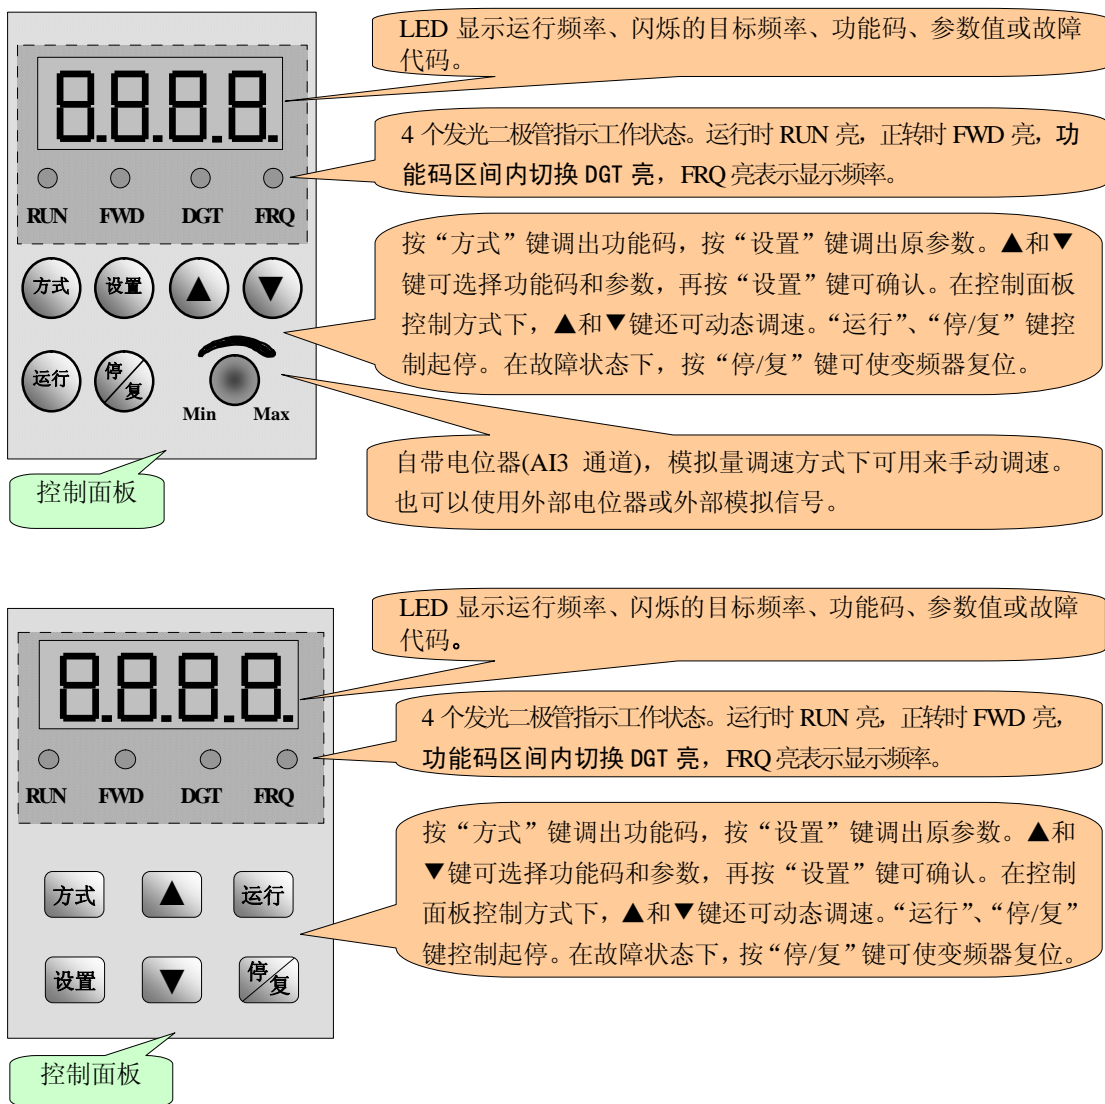 LED 显示运行频率、闪烁的目标频率、功能码、参数值或故障
代码。
8.8.8.8.
4 个发光二极管指示工作状态。运行时 RUN 亮，正转时 FWD 亮，功
能码区间内切换 DGT 亮，FRQ 亮表示显示频率。
RUN FWD DGT FRQ
按“方式”键调出功能码，按“设置”键调出原参数。▲和▼
键可选择功能码和参数，再按“设置”键可确认。在控制面板
控制方式下，▲和▼键还可动态调速。“运行”、“停/复”键控
制起停。在故障状态下，按“停/复”键可使变频器复位。
方式 设置 ▲ ▼
运行 停/复
Min Max
自带电位器(AI3 通道)，模拟量调速方式下可用来手动调速。
也可以使用外部电位器或外部模拟信号。
控制面板
LED 显示运行频率、闪烁的目标频率、功能码、参数值或故障
代码。
8.8.8.8.
4 个发光二极管指示工作状态。运行时 RUN 亮，正转时 FWD 亮，
功能码区间内切换 DGT 亮，FRQ 亮表示显示频率。
RUN FWD DGT FRQ
按“方式”键调出功能码，按“设置”键调出原参数。▲和
▼键可选择功能码和参数，再按“设置”键可确认。在控制
面板控制方式下，▲和▼键还可动态调速。“运行”、“停/复”
键控制起停。在故障状态下，按“停/复”键可使变频器复位。
方式 ▲ 运行
设置 ▼ 停/复
控制面板